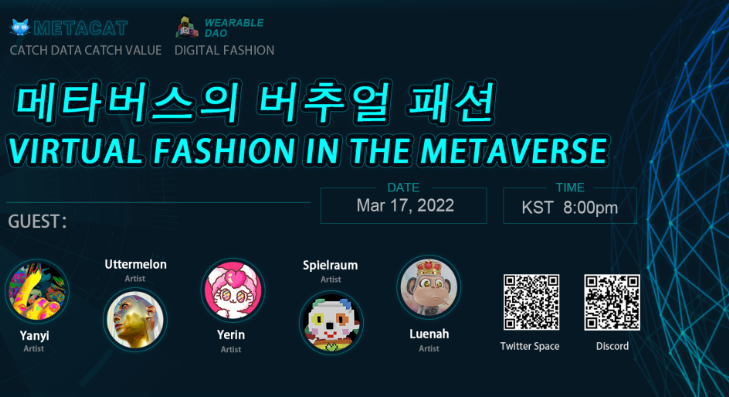 METACAT
WEARABLE
DAO
CATCH DATA CATCH VALUE
DIGITAL FASHION
메타버스의 버추얼 패션
VIRTUAL FASHION IN THE METAVERSE
DATE
Mar 17, 2022
TIME
KST 8:00pm
GUEST:
Yanyi
Artist
Uttermelon
Artist
Yerin
Artist
Spielraum
Artist
Luenah
Artist
Twitter Space
Discord